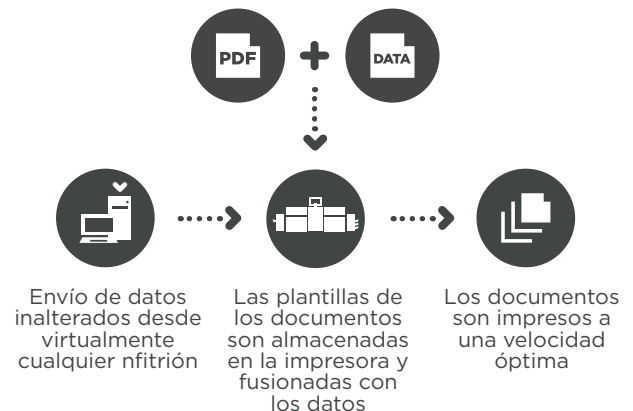 PDF
DATA
Envío de datos
inalterados desde
virtualmente
cualquier nfitrión
Las plantillas de
los documentos
son almacenadas
en la impresora y
fusionadas con
los datos
Los documentos
son impresos a
una velocidad
óptima